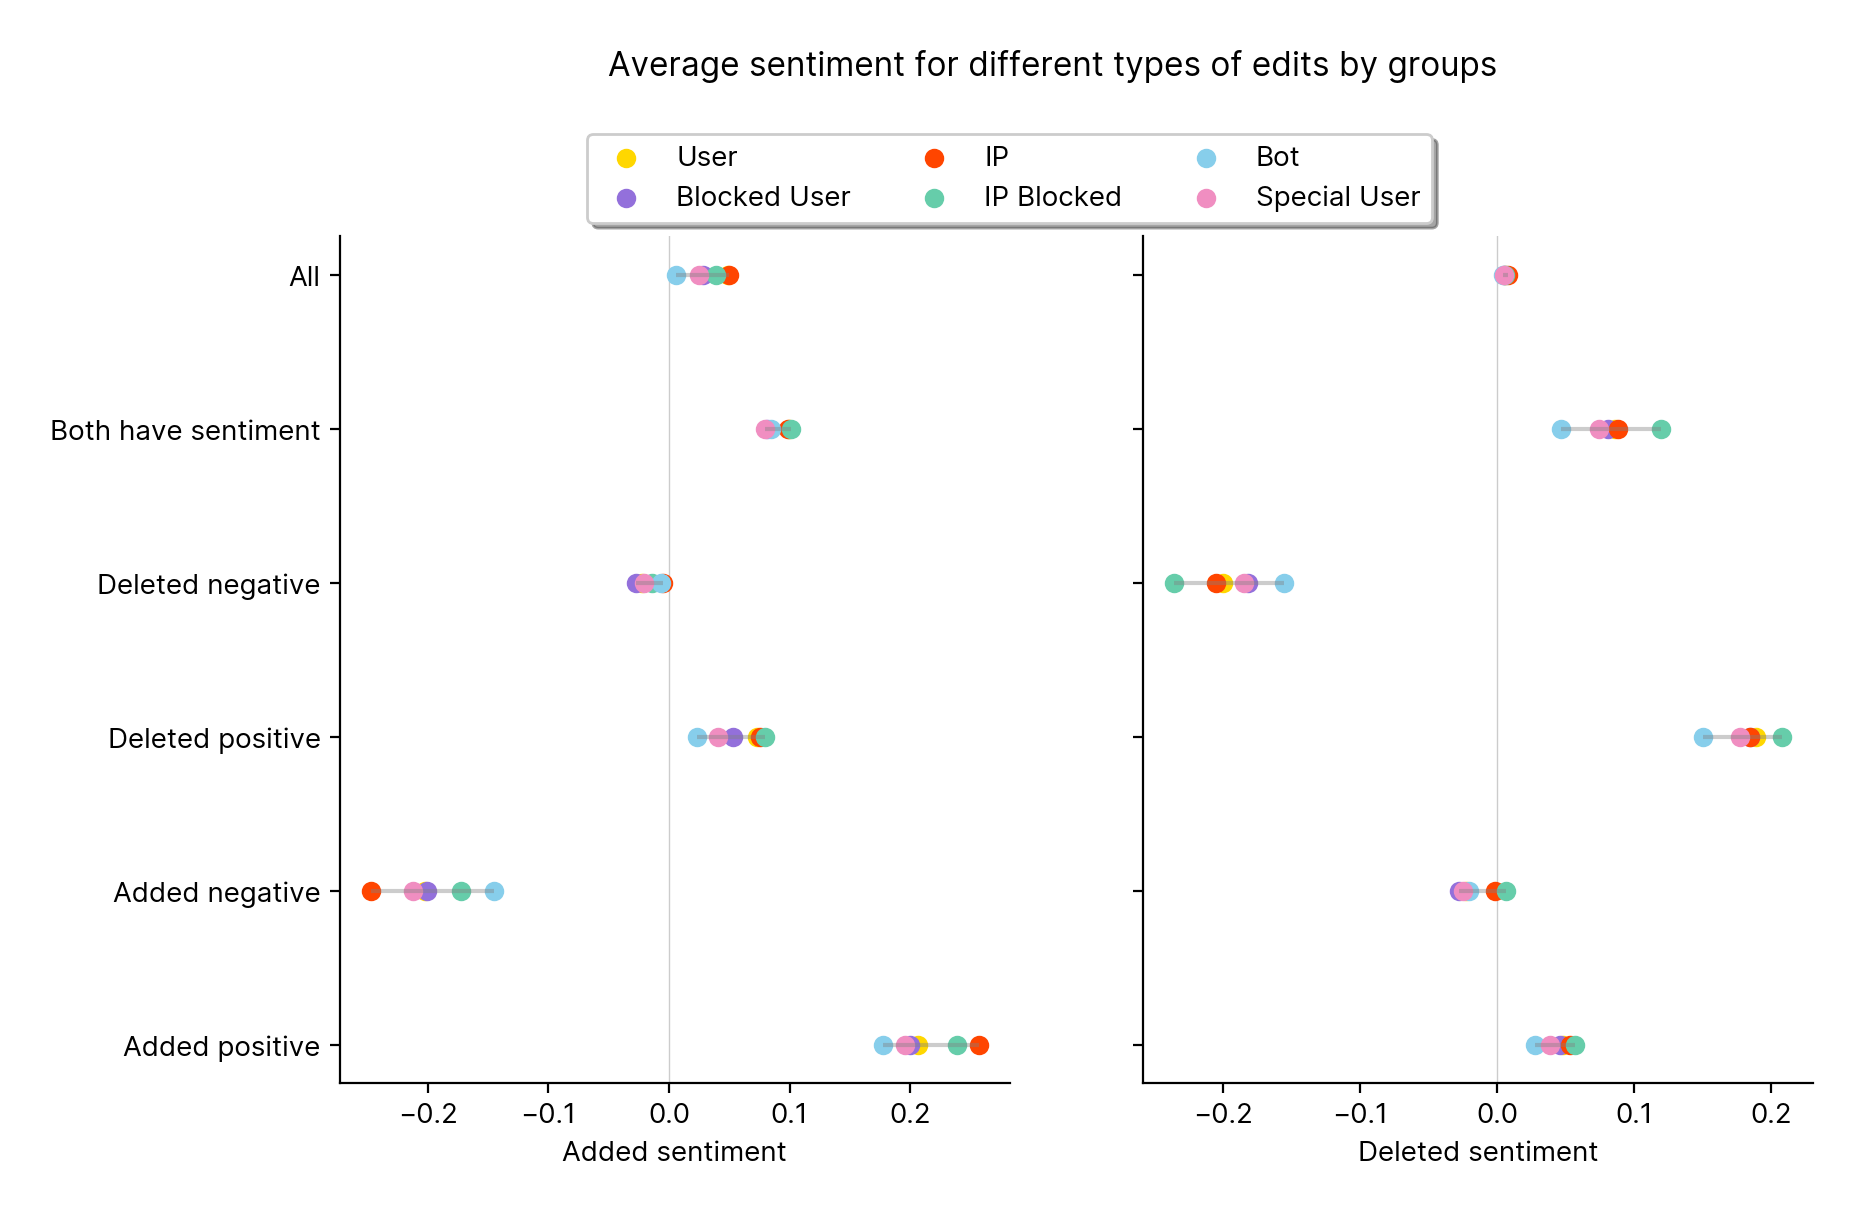 Average sentiment for different types of edits by groups
User IP Bot
Blocked User IP Blocked Special User
All
Both have sentiment
Deleted negative
Deleted positive
Added negative
Added positive
−0.2 −0.1 0.0 0.1 0.2
Added sentiment
−0.2 −0.1 0.0 0.1 0.2
Deleted sentiment